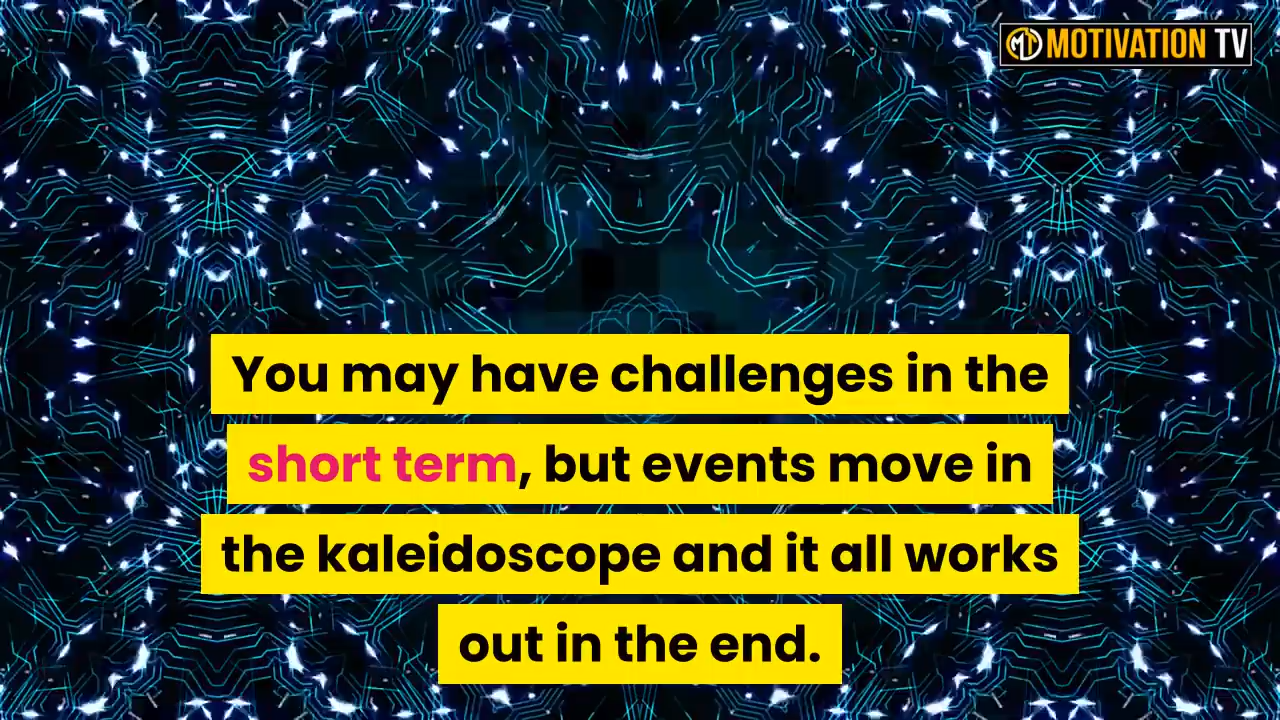 MT MOTIVATION TV
You may have challenges in the
short term, but events move in
the kaleidoscope and it all works
out in the end.